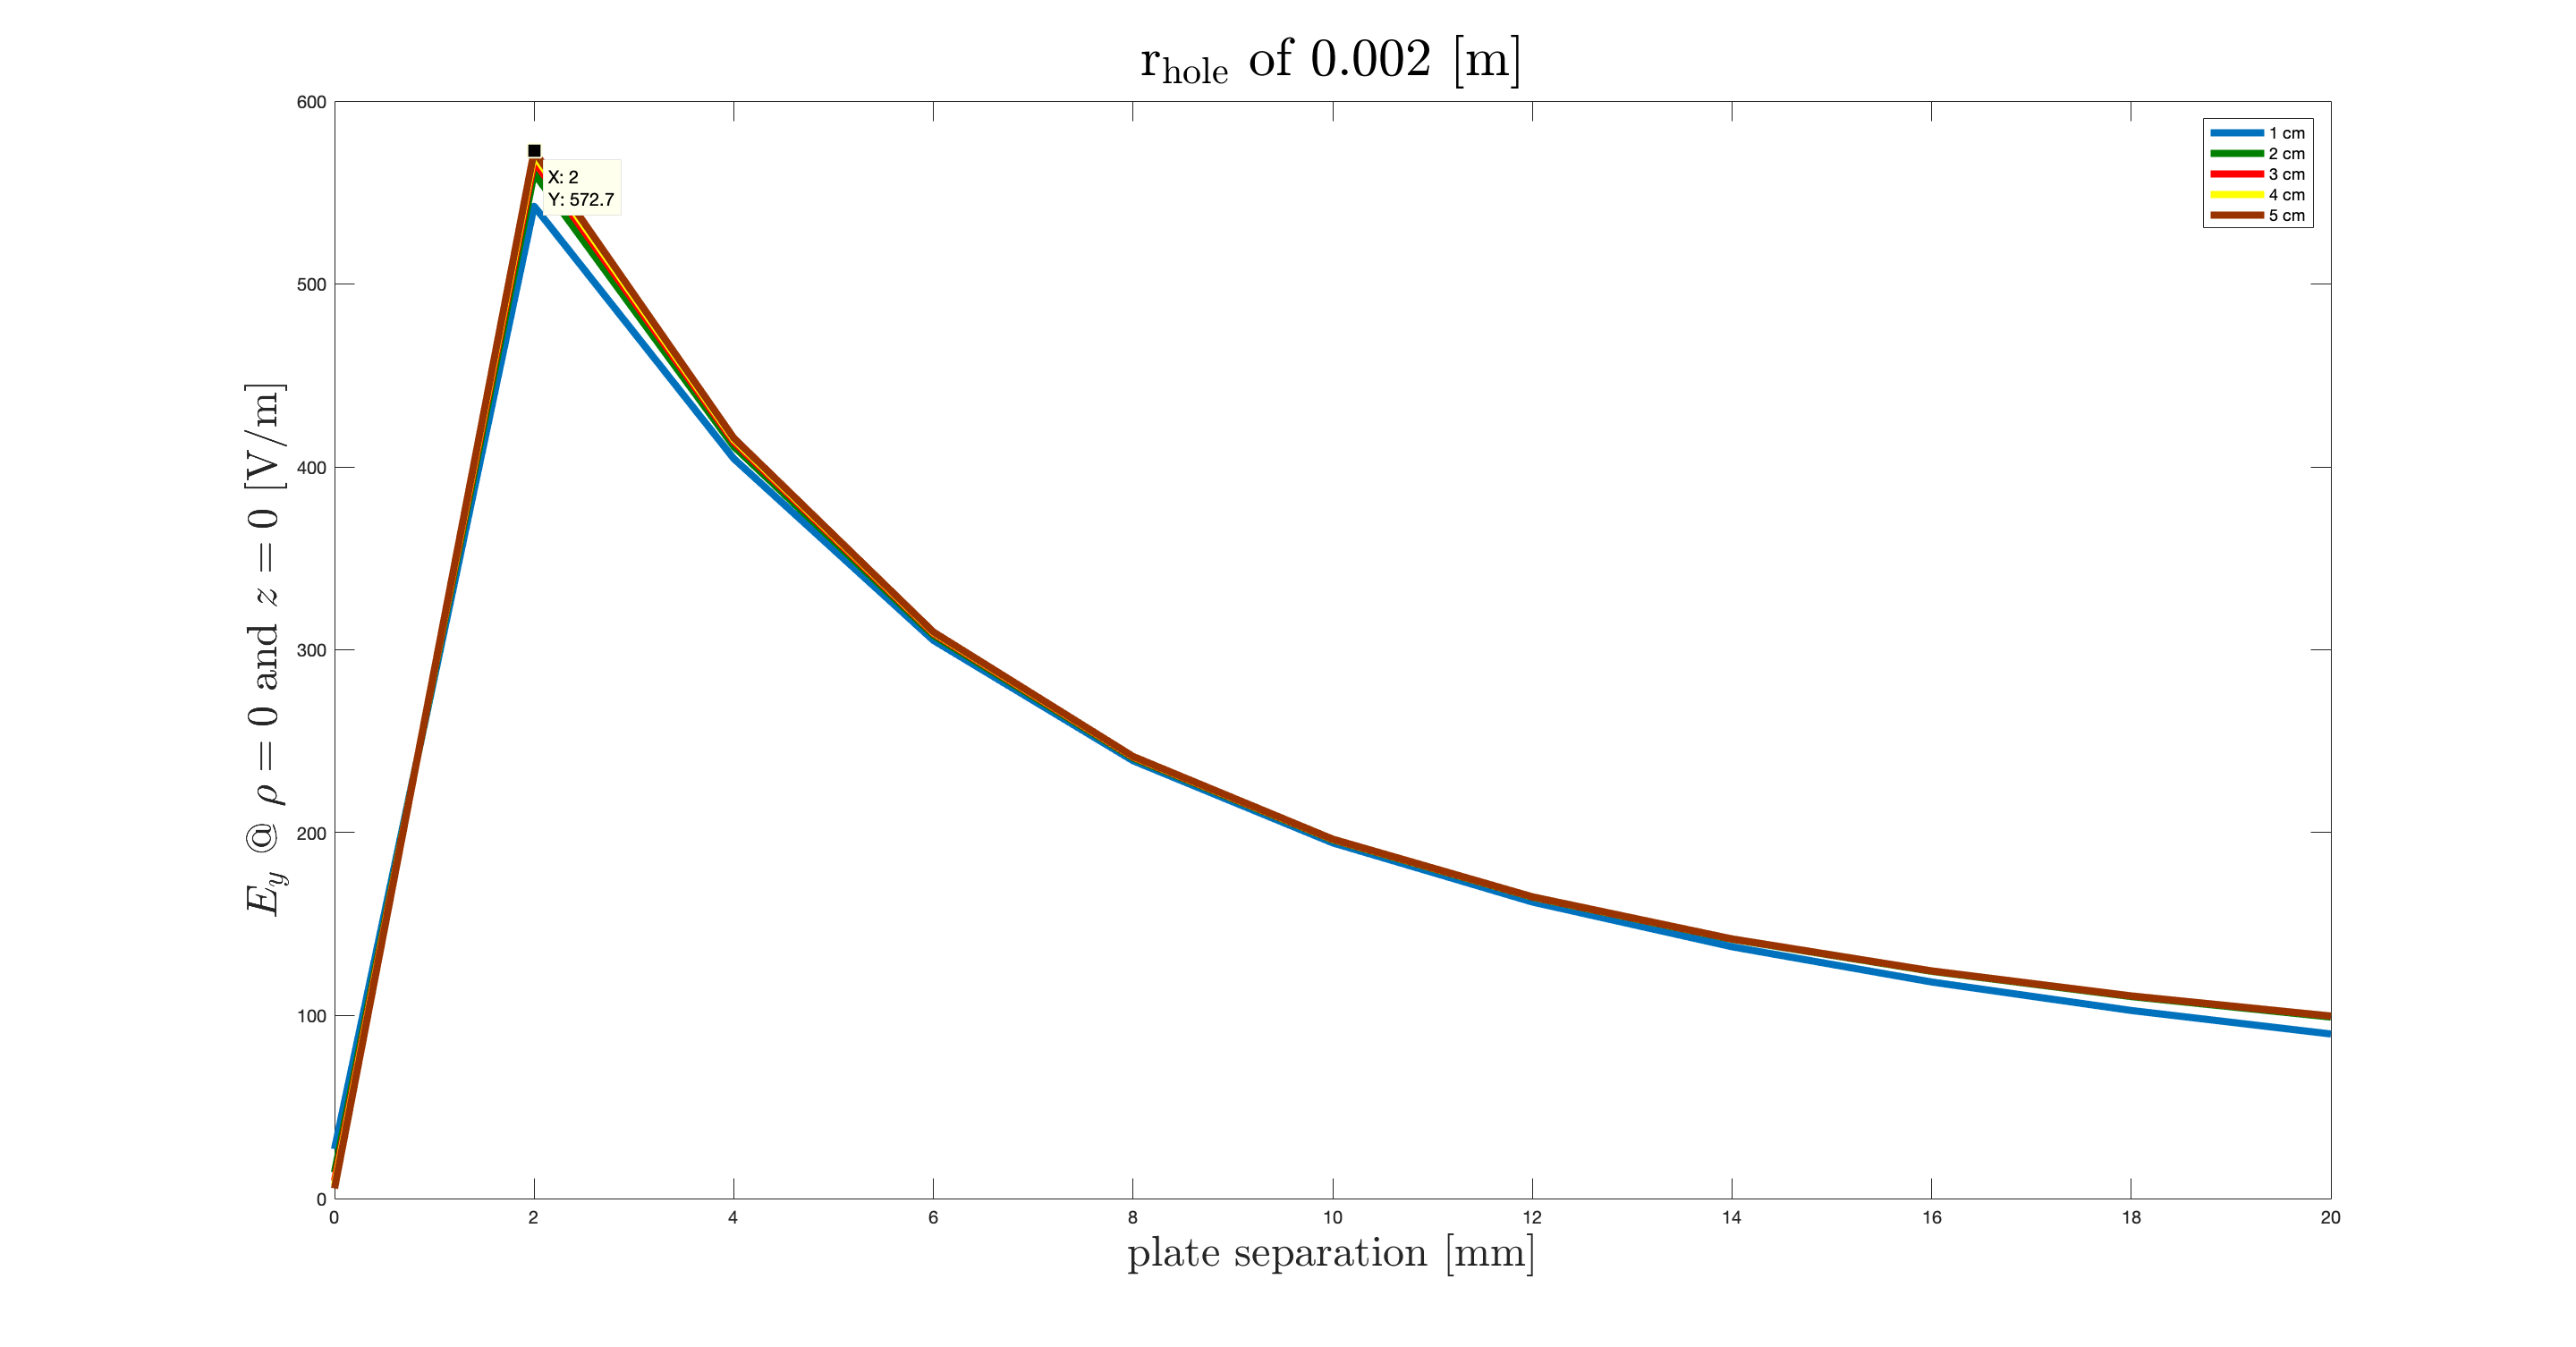 r_hole of 0.002 [m]
600
500
400
300
200
100
0
E_y @ ρ = 0 and z = 0 [V/m]
X: 2
Y: 572.7
1 cm
2 cm
3 cm
4 cm
5 cm
0 2 4 6 8 10 12 14 16 18 20
plate separation [mm]